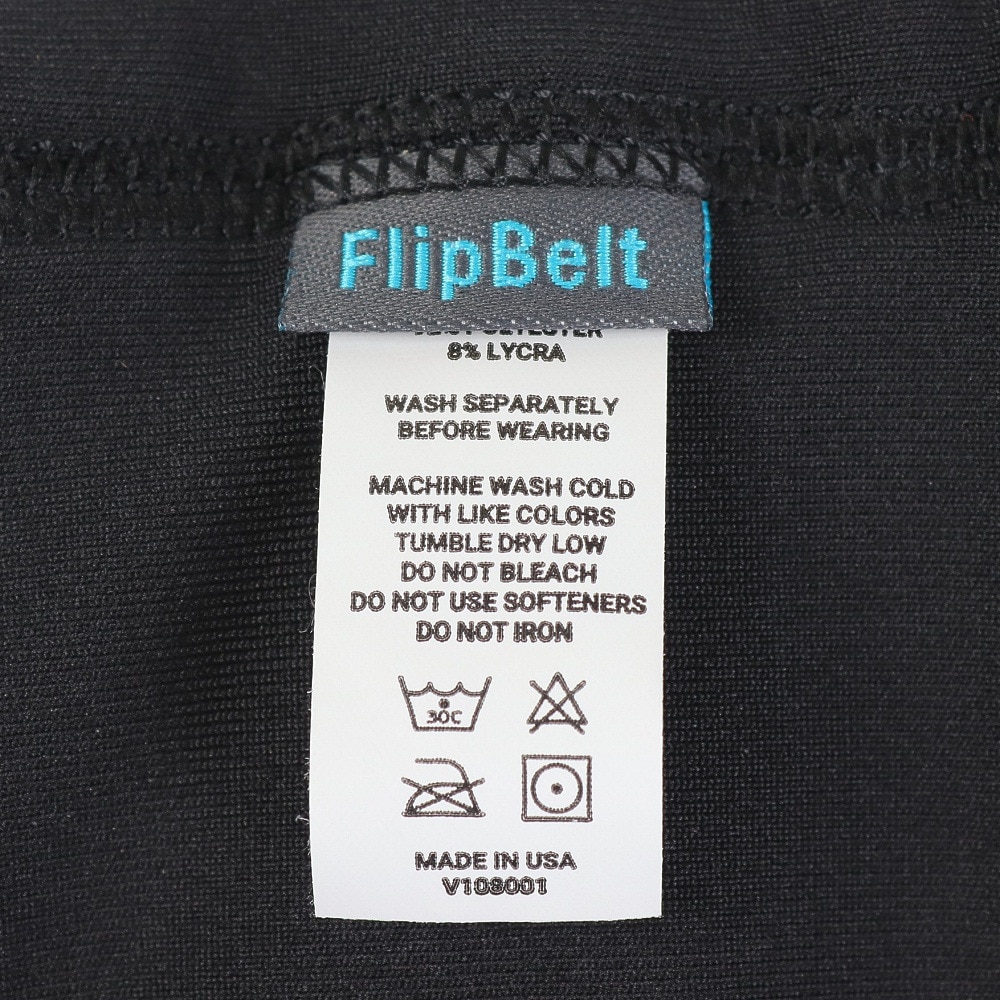 FlipBelt
8% LYCRA
WASH SEPARATELY
BEFORE WEARING
MACHINE WASH COLD
WITH LIKE COLORS
TUMBLE DRY LOW
DO NOT BLEACH
DO NOT USE SOFTENERS
DO NOT IRON
30C
MADE IN USA
V108001